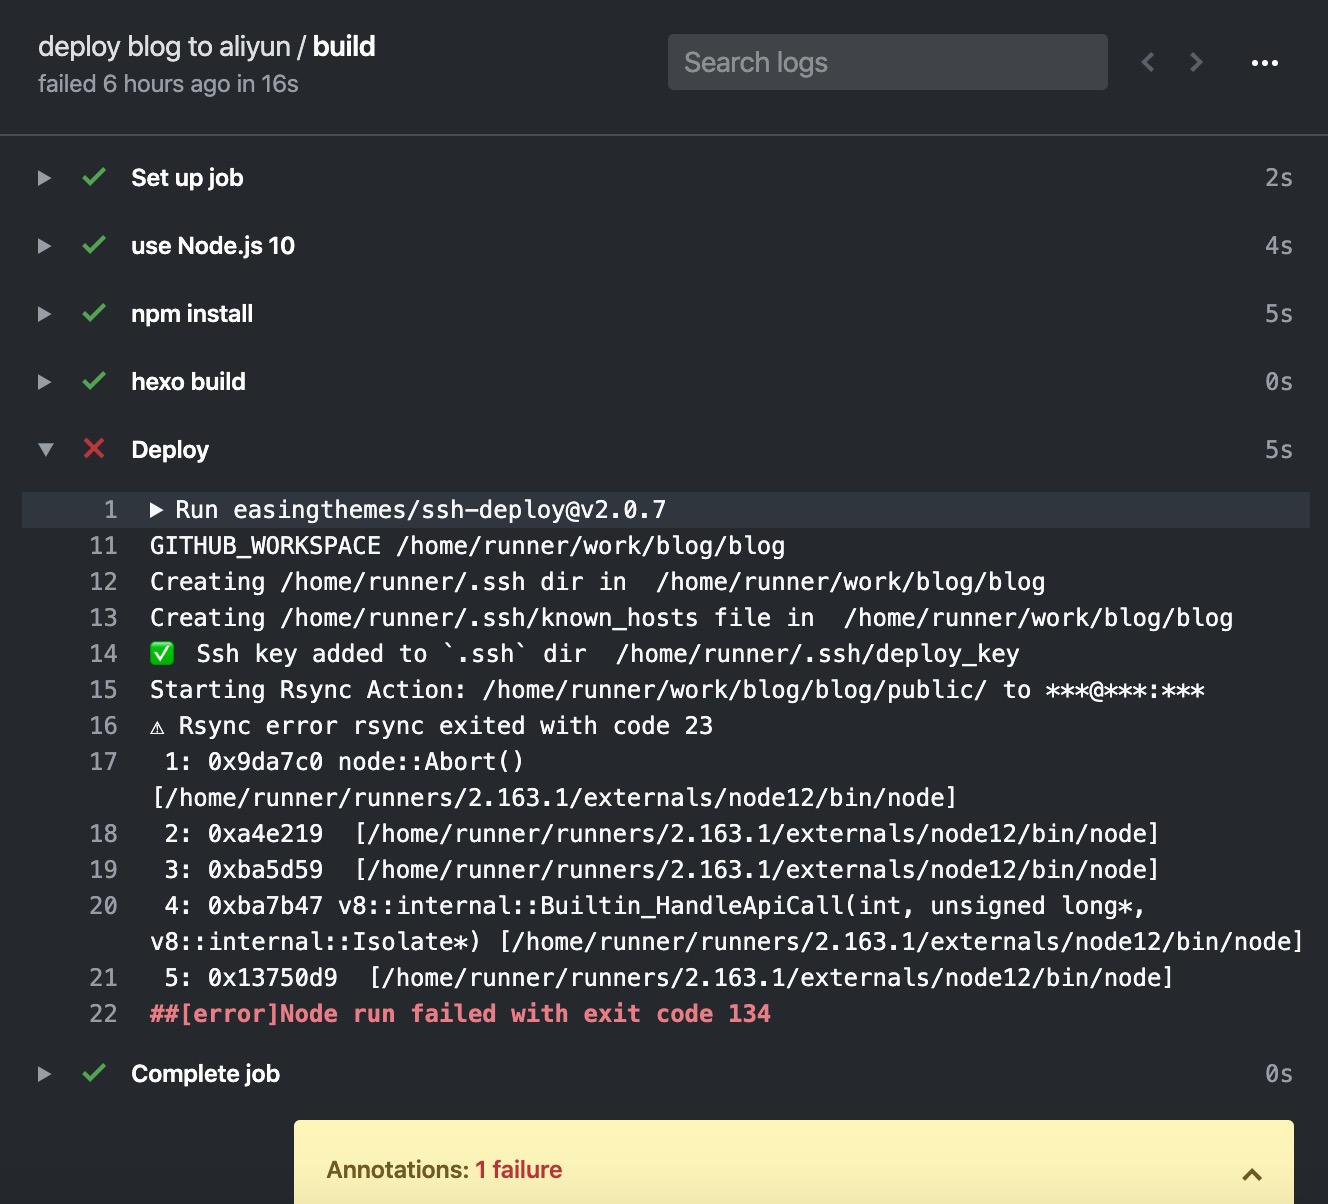 deploy blog to aliyun / build
failed 6 hours ago in 16s
Search logs
Set up job 2s
use Node.js 10 4s
npm install 5s
hexo build 0s
Deploy 5s
1 Run easingthemes/ssh-deploy@v2.0.7
11 GITHUB_WORKSPACE /home/runner/work/blog/blog
12 Creating /home/runner/.ssh dir in  /home/runner/work/blog/blog
13 Creating /home/runner/.ssh/known_hosts file in  /home/runner/work/blog/blog
14 ✅ Ssh key added to `.ssh` dir  /home/runner/.ssh/deploy_key
15 Starting Rsync Action: /home/runner/work/blog/blog/public/ to ***@***:***
16 ⚠ Rsync error rsync exited with code 23
17  1: 0x9da7c0 node::Abort()
[/home/runner/runners/2.163.1/externals/node12/bin/node]
18  2: 0xa4e219  [/home/runner/runners/2.163.1/externals/node12/bin/node]
19  3: 0xba5d59  [/home/runner/runners/2.163.1/externals/node12/bin/node]
20  4: 0xba7b47 v8::internal::Builtin_HandleApiCall(int, unsigned long*,
v8::internal::Isolate*) [/home/runner/runners/2.163.1/externals/node12/bin/node]
21  5: 0x13750d9  [/home/runner/runners/2.163.1/externals/node12/bin/node]
22 ##[error]Node run failed with exit code 134
Complete job 0s
Annotations: 1 failure